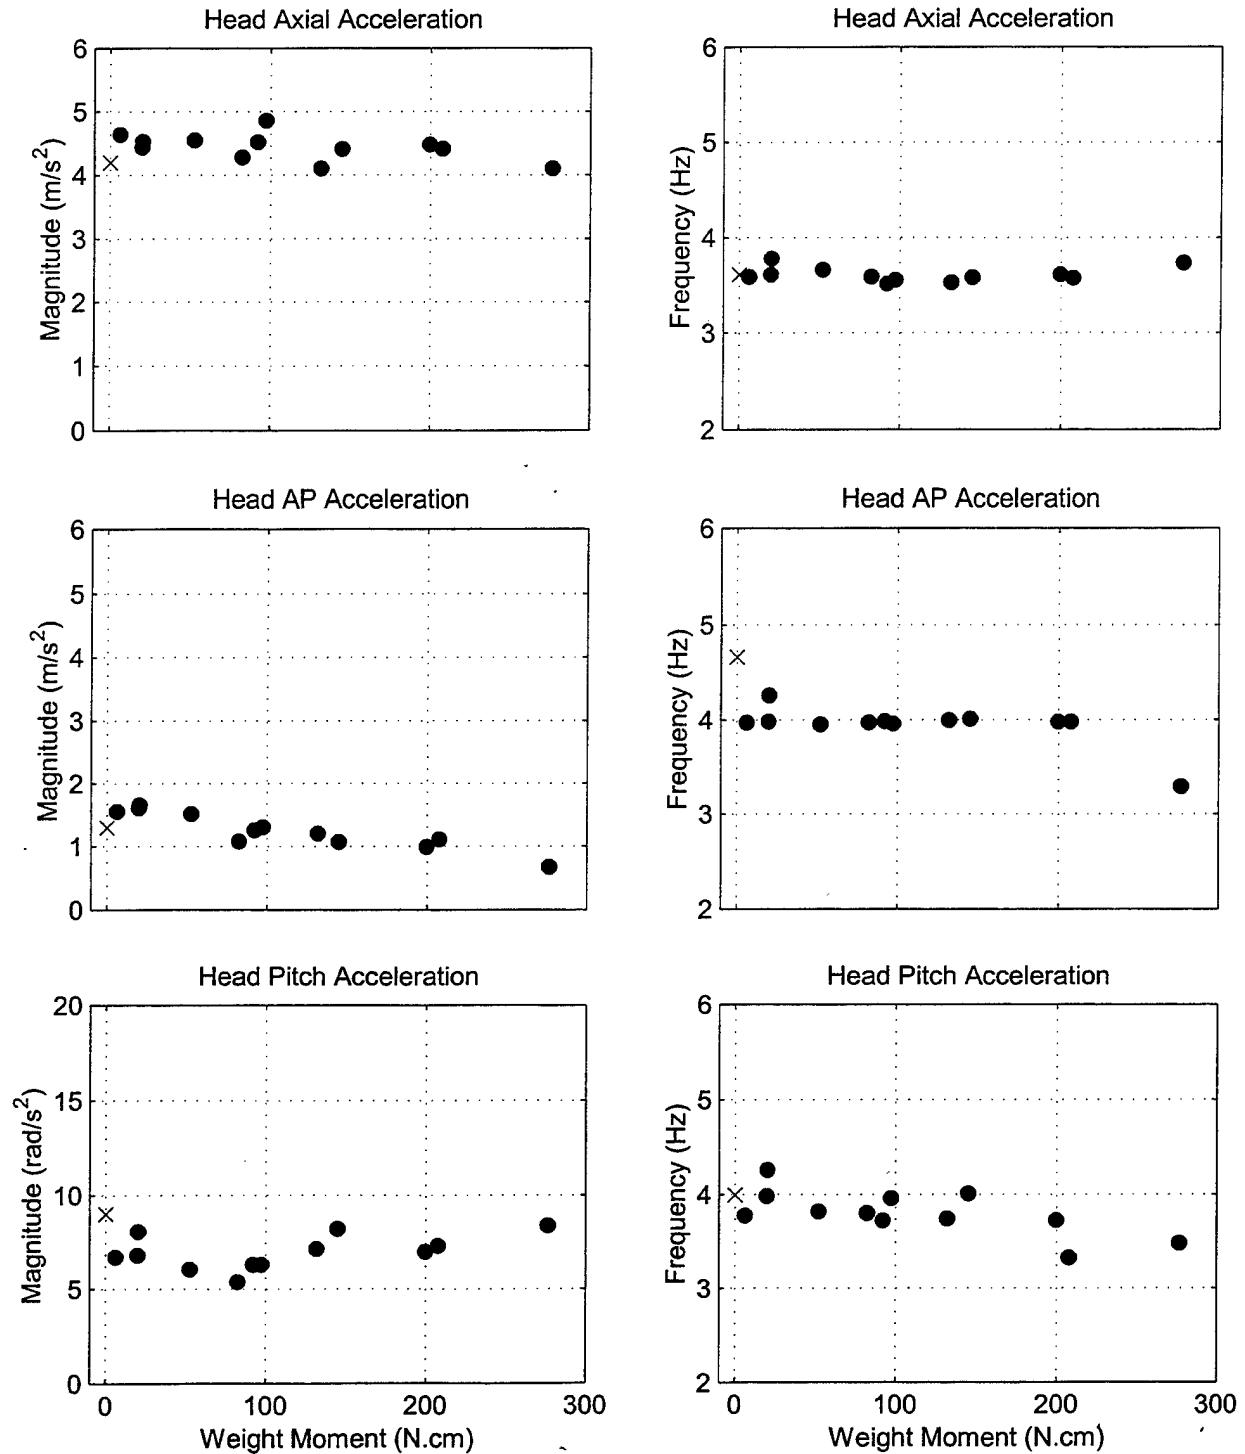 Head Axial Acceleration
6
5
4
3
2
1
0
Magnitude (m/s²)
Head Axial Acceleration
6
5
4
3
2
Frequency (Hz)
Head AP Acceleration
6
5
4
3
2
1
0
Magnitude (m/s²)
Head AP Acceleration
6
5
4
3
2
Frequency (Hz)
Head Pitch Acceleration
20
15
10
5
0
Magnitude (rad/s²)
0 100 200 300
Weight Moment (N.cm)
Head Pitch Acceleration
6
5
4
3
2
Frequency (Hz)
0 100 200 300
Weight Moment (N.cm)